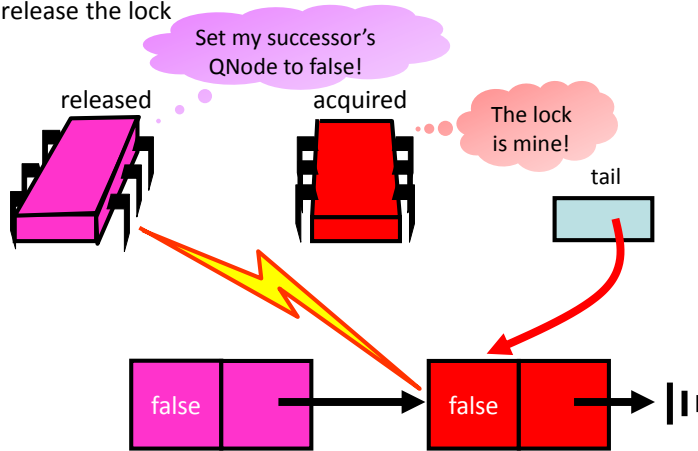 release the lock
Set my successor's
QNode to false!
released
acquired
The lock
is mine!
tail
false
false